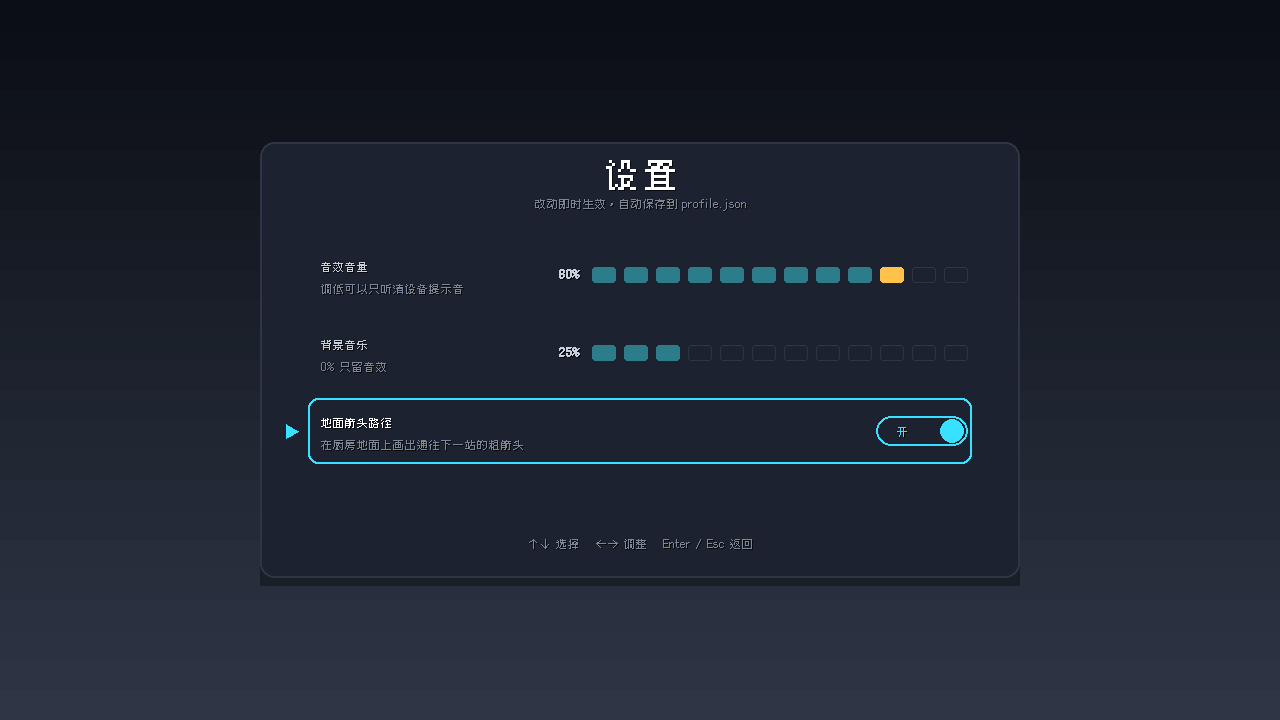 设置
改动即时生效·自动保存到 profile.json
音效音量
调低可以只听清设备提示音
80%
背景音乐
0% 只留音效
25%
地面箭头路径
在厨房地面上画出通往下一站的粗箭头
开
↑↓ 选择 ←→ 调整 Enter / Esc 返回